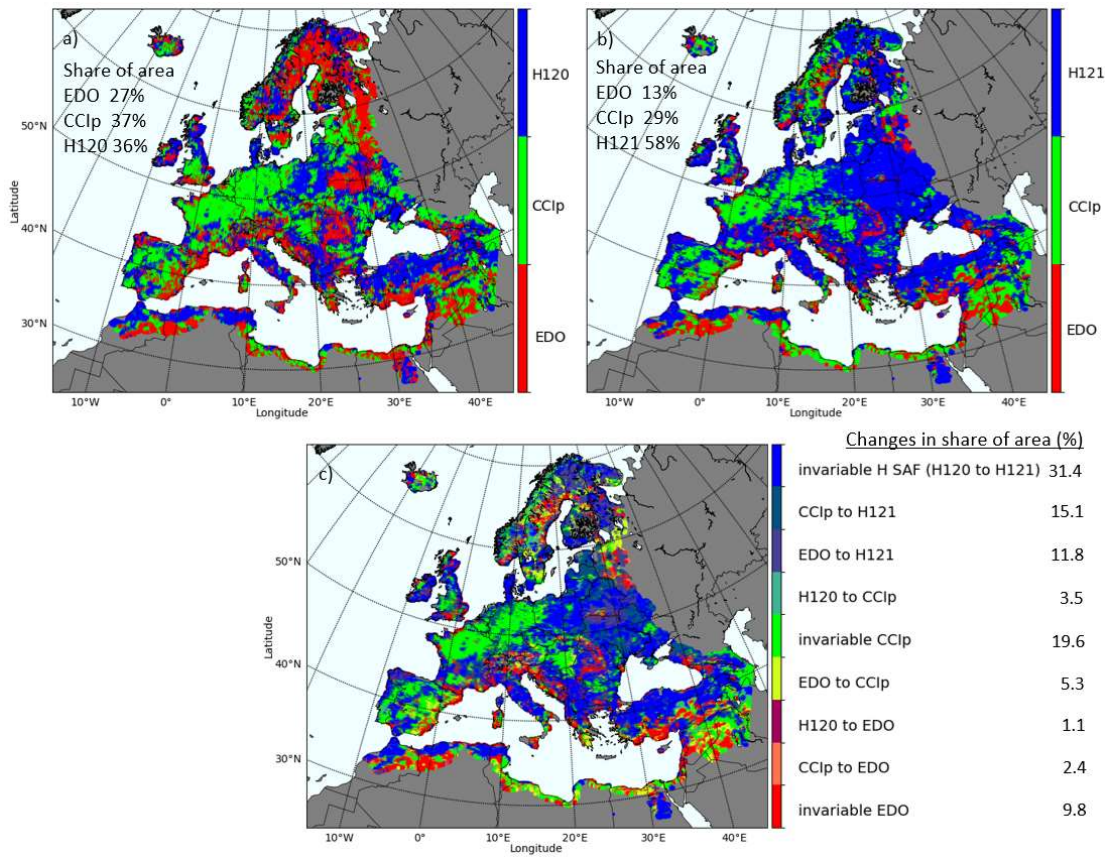 a)
Share of area
EDO 27%
CCIp 37%
H120 36%
50°N
40°N
30°N
Latitude
10°W 0° 10°E 20°E 30°E 40°E
Longitude
H120
CCIp
EDO
b)
Share of area
EDO 13%
CCIp 29%
H121 58%
50°N
40°N
30°N
Latitude
10°W 0° 10°E 20°E 30°E 40°E
Longitude
H121
CCIp
EDO
c)
50°N
40°N
30°N
Latitude
10°W 0° 10°E 20°E 30°E 40°E
Longitude
Changes in share of area (%)
invariable H SAF (H120 to H121) 31.4
CCIp to H121 15.1
EDO to H121 11.8
H120 to CCIp 3.5
invariable CCIp 19.6
EDO to CCIp 5.3
H120 to EDO 1.1
CCIp to EDO 2.4
invariable EDO 9.8